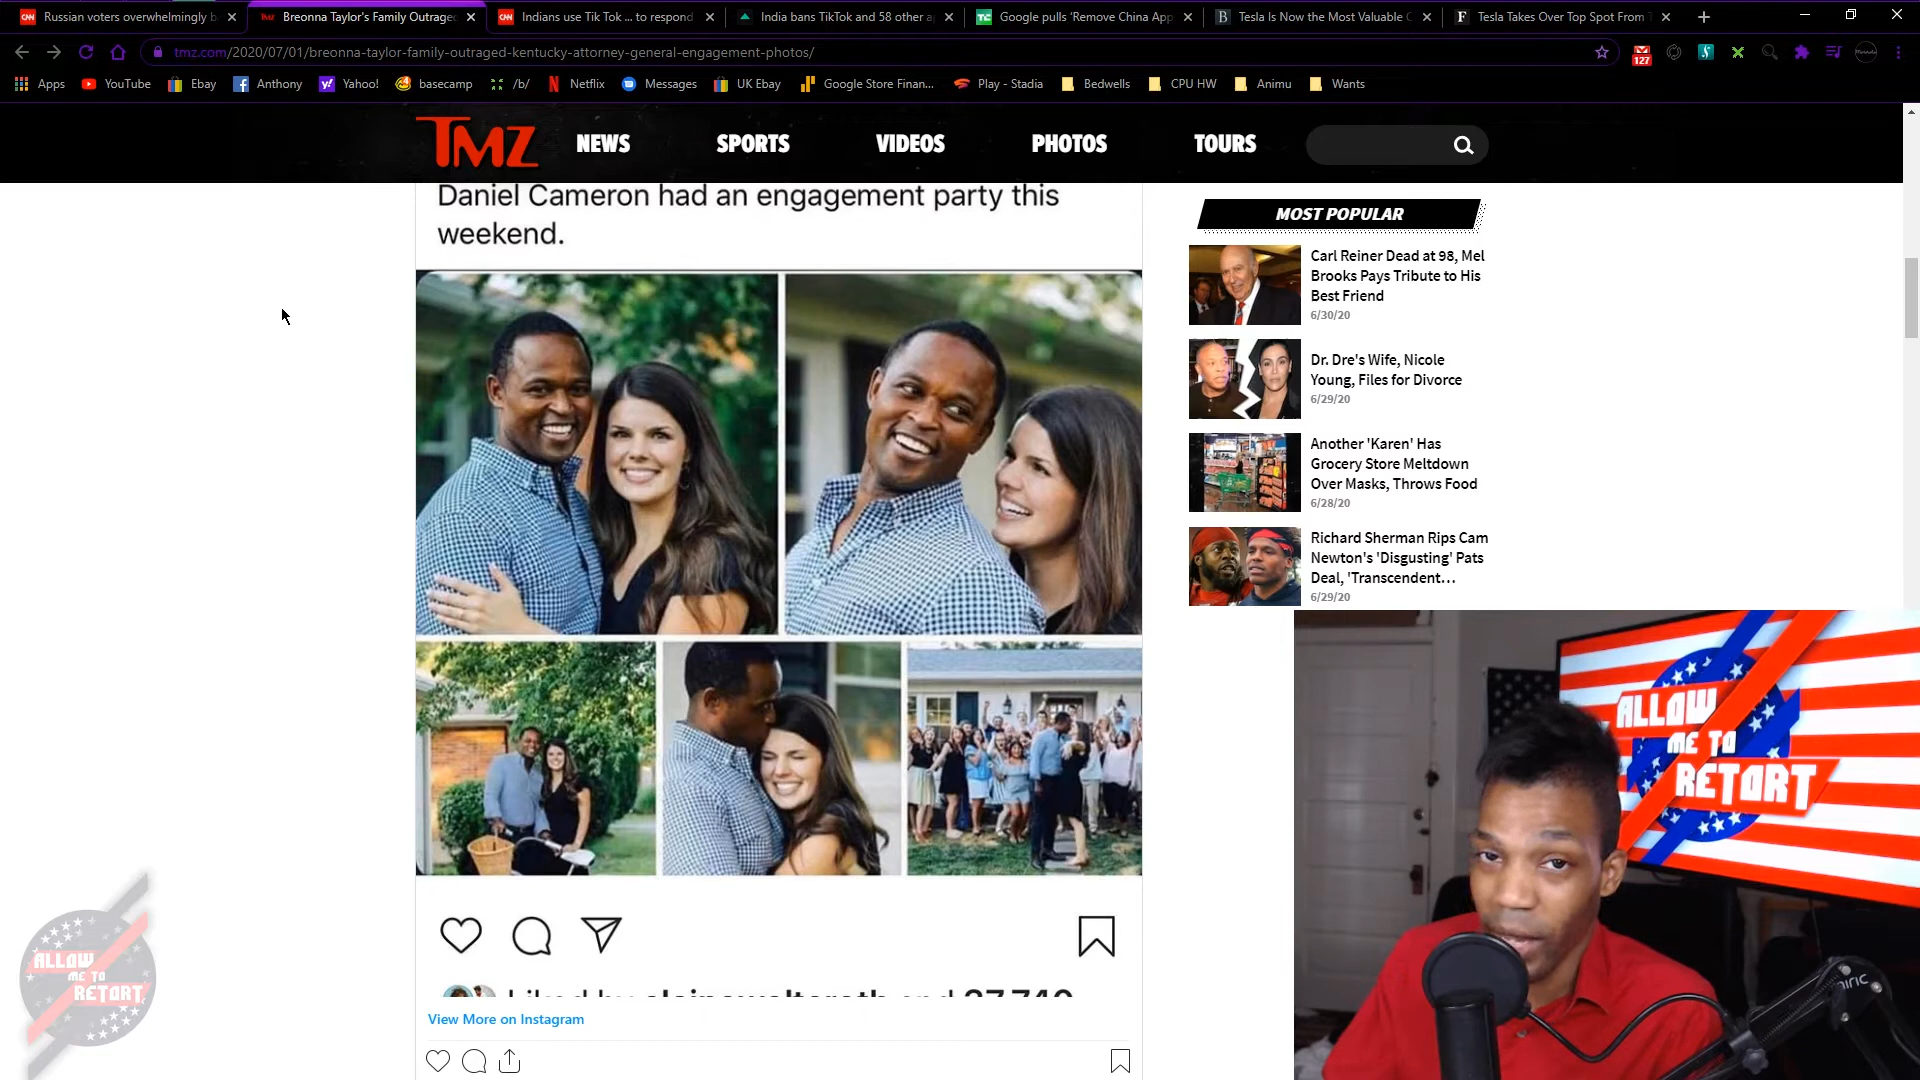 Russian voters overwhelmingly b
Breonna Taylor's Family Outrage
Indians use Tik Tok ... to respond
India bans TikTok and 58 other a
Google pulls 'Remove China App
Tesla Is Now the Most Valuable C
Tesla Takes Over Top Spot From T
tmz.com/2020/07/01/breonna-taylor-family-outraged-kentucky-attorney-general-engagement-photos/
127
Apps
YouTube
Ebay
Anthony
Yahoo!
basecamp
/b/
Netflix
Messages
UK Ebay
Google Store Finan...
Play - Stadia
Bedwells
CPU HW
Animu
Wants
TMZ
NEWS
SPORTS
VIDEOS
PHOTOS
TOURS
Daniel Cameron had an engagement party this
weekend.
MOST POPULAR
Carl Reiner Dead at 98, Mel
Brooks Pays Tribute to His
Best Friend
6/30/20
Dr. Dre's Wife, Nicole
Young, Files for Divorce
6/29/20
Another 'Karen' Has
Grocery Store Meltdown
Over Masks, Throws Food
6/28/20
Richard Sherman Rips Cam
Newton's 'Disgusting' Pats
Deal, 'Transcendent...
6/29/20
ALLOW
ME TO
RETORT
ALLOW
ME TO
RETORT
View More on Instagram